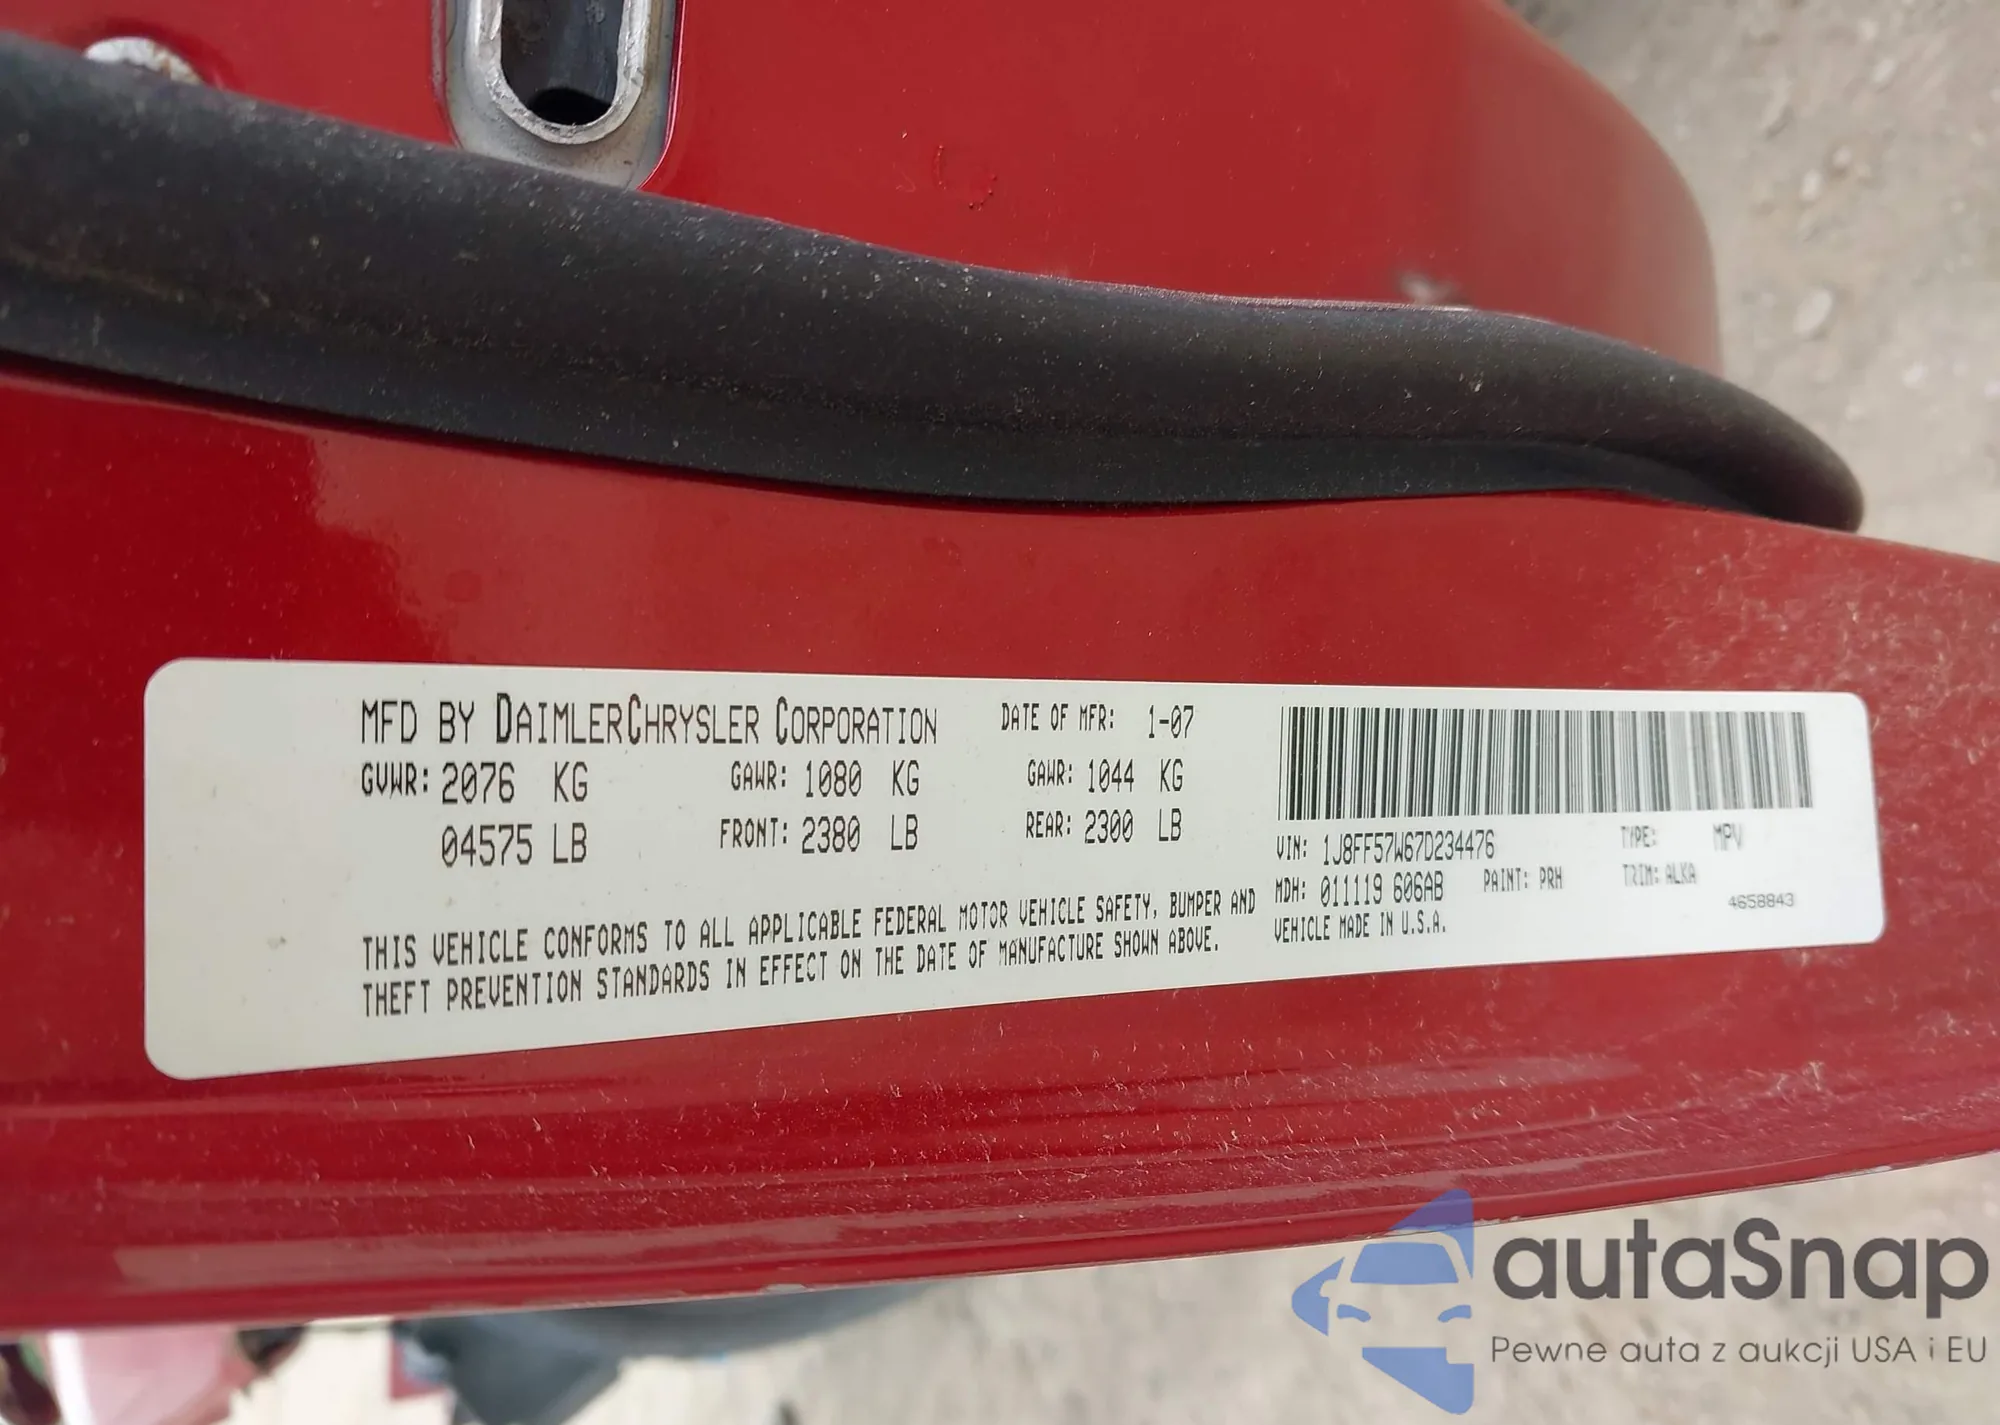 MFD BY DAIMLERCHRYSLER CORPORATION DATE OF MFR: 1-07
GVWR: 2076 KG GAWR: 1080 KG GAWR: 1044 KG
04575 LB FRONT: 2380 LB REAR: 2300 LB
THIS VEHICLE CONFORMS TO ALL APPLICABLE FEDERAL MOTOR VEHICLE SAFETY, BUMPER AND
THEFT PREVENTION STANDARDS IN EFFECT ON THE DATE OF MANUFACTURE SHOWN ABOVE.
VIN: 1J8FF57W67D234476 TYPE: MPV
MDH: 011119 606AB PAINT: PRH TRIM: ALKA
VEHICLE MADE IN U.S.A. 4658843
autaSnap
Pewne auta z aukcji USA i EU